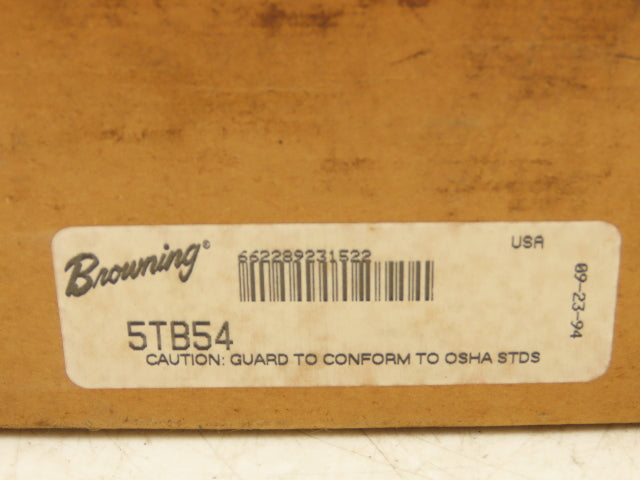 Browning®
662289231522
USA
09-23-94
5TB54
CAUTION: GUARD TO CONFORM TO OSHA STDS